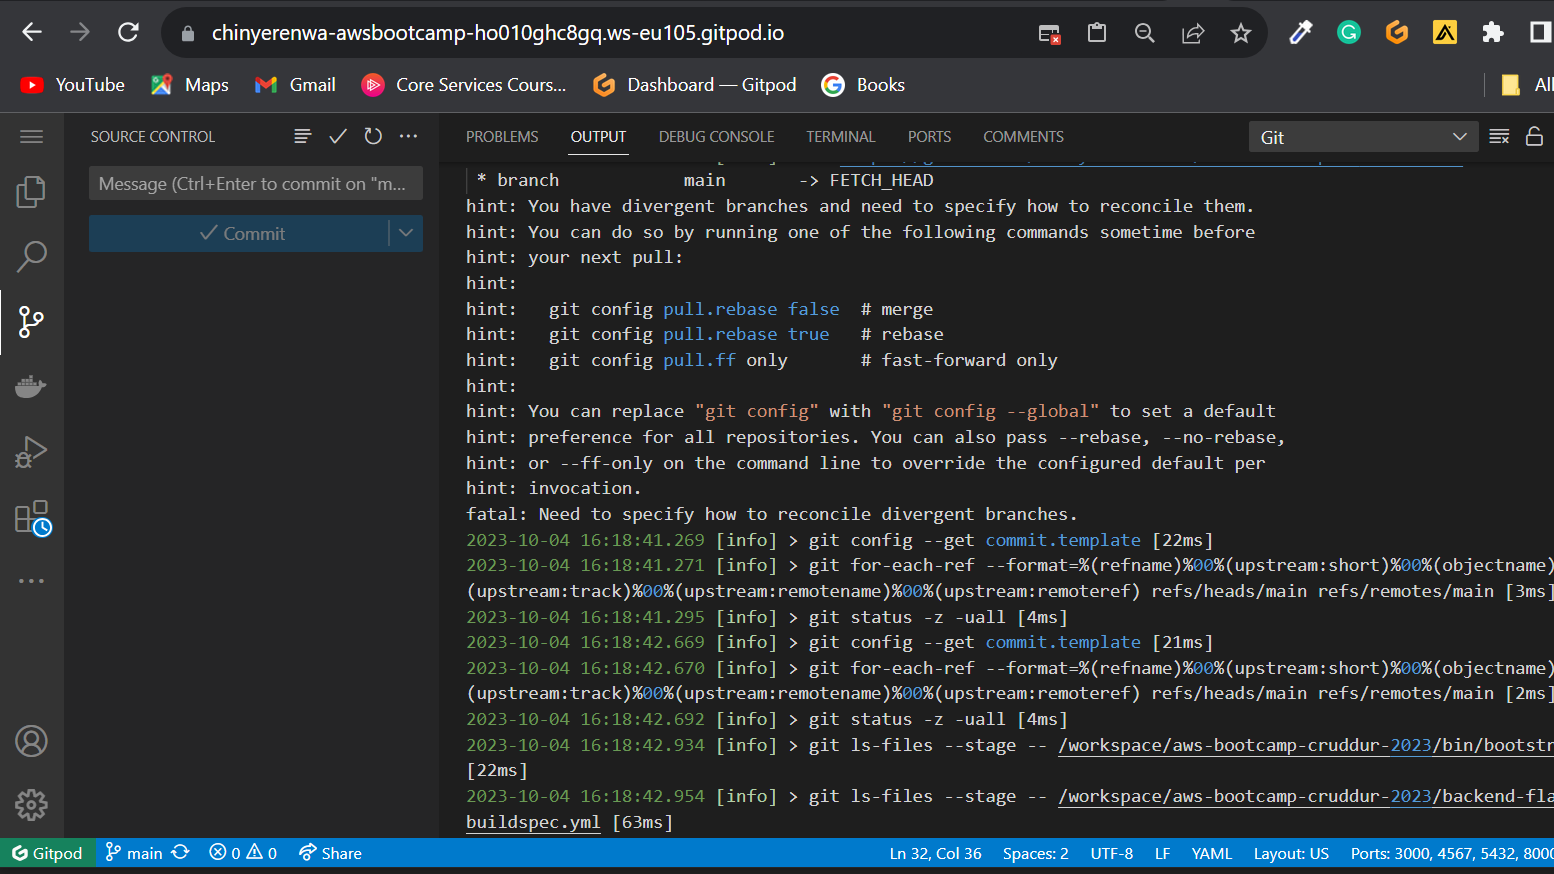 chinyerenwa-awsbootcamp-ho010ghc8gq.ws-eu105.gitpod.io
YouTube Maps Gmail Core Services Cours... Dashboard — Gitpod Books All
SOURCE CONTROL
Message (Ctrl+Enter to commit on "m...
Commit
PROBLEMS OUTPUT DEBUG CONSOLE TERMINAL PORTS COMMENTS Git
* branch main -> FETCH_HEAD
hint: You have divergent branches and need to specify how to reconcile them.
hint: You can do so by running one of the following commands sometime before
hint: your next pull:
hint:
hint: git config pull.rebase false # merge
hint: git config pull.rebase true # rebase
hint: git config pull.ff only # fast-forward only
hint:
hint: You can replace "git config" with "git config --global" to set a default
hint: preference for all repositories. You can also pass --rebase, --no-rebase,
hint: or --ff-only on the command line to override the configured default per
hint: invocation.
fatal: Need to specify how to reconcile divergent branches.
2023-10-04 16:18:41.269 [info] > git config --get commit.template [22ms]
2023-10-04 16:18:41.271 [info] > git for-each-ref --format=%(refname)%00%(upstream:short)%00%(objectname)
(upstream:track)%00%(upstream:remotename)%00%(upstream:remoteref) refs/heads/main refs/remotes/main [3ms]
2023-10-04 16:18:41.295 [info] > git status -z -uall [4ms]
2023-10-04 16:18:42.669 [info] > git config --get commit.template [21ms]
2023-10-04 16:18:42.670 [info] > git for-each-ref --format=%(refname)%00%(upstream:short)%00%(objectname)
(upstream:track)%00%(upstream:remotename)%00%(upstream:remoteref) refs/heads/main refs/remotes/main [2ms]
2023-10-04 16:18:42.692 [info] > git status -z -uall [4ms]
2023-10-04 16:18:42.934 [info] > git ls-files --stage -- /workspace/aws-bootcamp-cruddur-2023/bin/bootstr
[22ms]
2023-10-04 16:18:42.954 [info] > git ls-files --stage -- /workspace/aws-bootcamp-cruddur-2023/backend-fla
buildspec.yml [63ms]
Gitpod main 0 0 Share Ln 32, Col 36 Spaces: 2 UTF-8 LF YAML Layout: US Ports: 3000, 4567, 5432, 8000